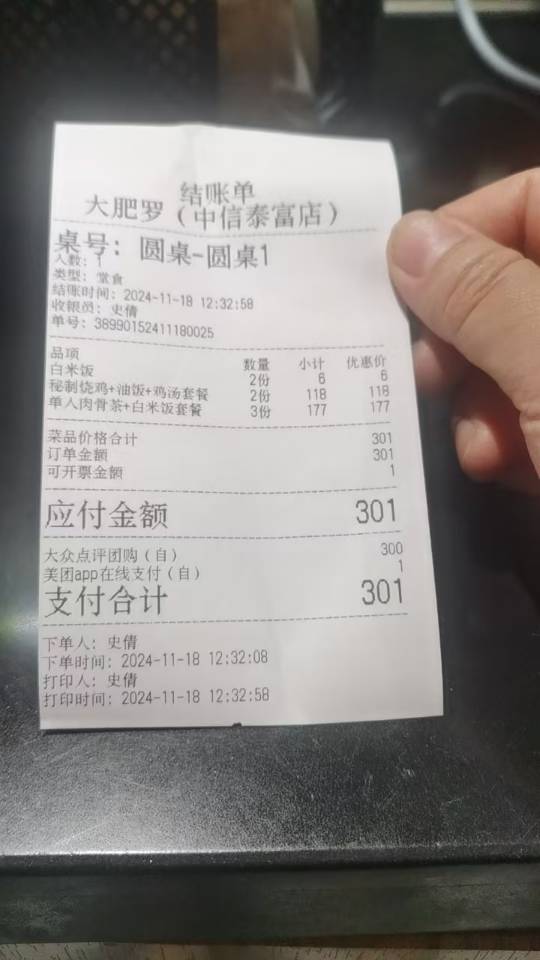 结账单
大肥罗（中信泰富店）
桌号：圆桌-圆桌1
人数：1
类型：堂食
结账时间：2024-11-18 12:32:58
收银员：史倩
单号：38990152411180025
品项 数量 小计 优惠价
白米饭 2份 6 6
秘制烧鸡+油饭+鸡汤套餐 2份 118 118
单人肉骨茶+白米饭套餐 3份 177 177
菜品价格合计 301
订单金额 301
可开票金额 1
应付金额 301
大众点评团购（自） 300
美团app在线支付（自） 1
支付合计 301
下单人：史倩
下单时间：2024-11-18 12:32:08
打印人：史倩
打印时间：2024-11-18 12:32:58